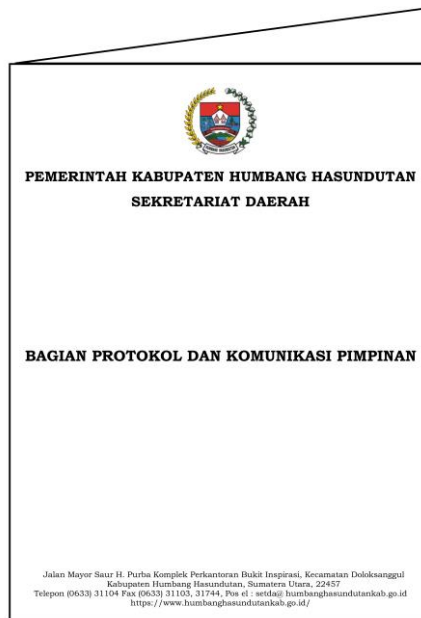 PEMERINTAH KABUPATEN HUMBANG HASUNDUTAN
SEKRETARIAT DAERAH
BAGIAN PROTOKOL DAN KOMUNIKASI PIMPINAN
Jalan Mayor Saur H. Purba Komplek Perkantoran Bukit Inspirasi, Kecamatan Doloksanggul
Kabupaten Humbang Hasundutan, Sumatera Utara, 22457
Telepon (0633) 31104 Fax (0633) 31103, 31744, Pos el : setda@ humbanghasundutankab.go.id
https://www.humbanghasundutankab.go.id/